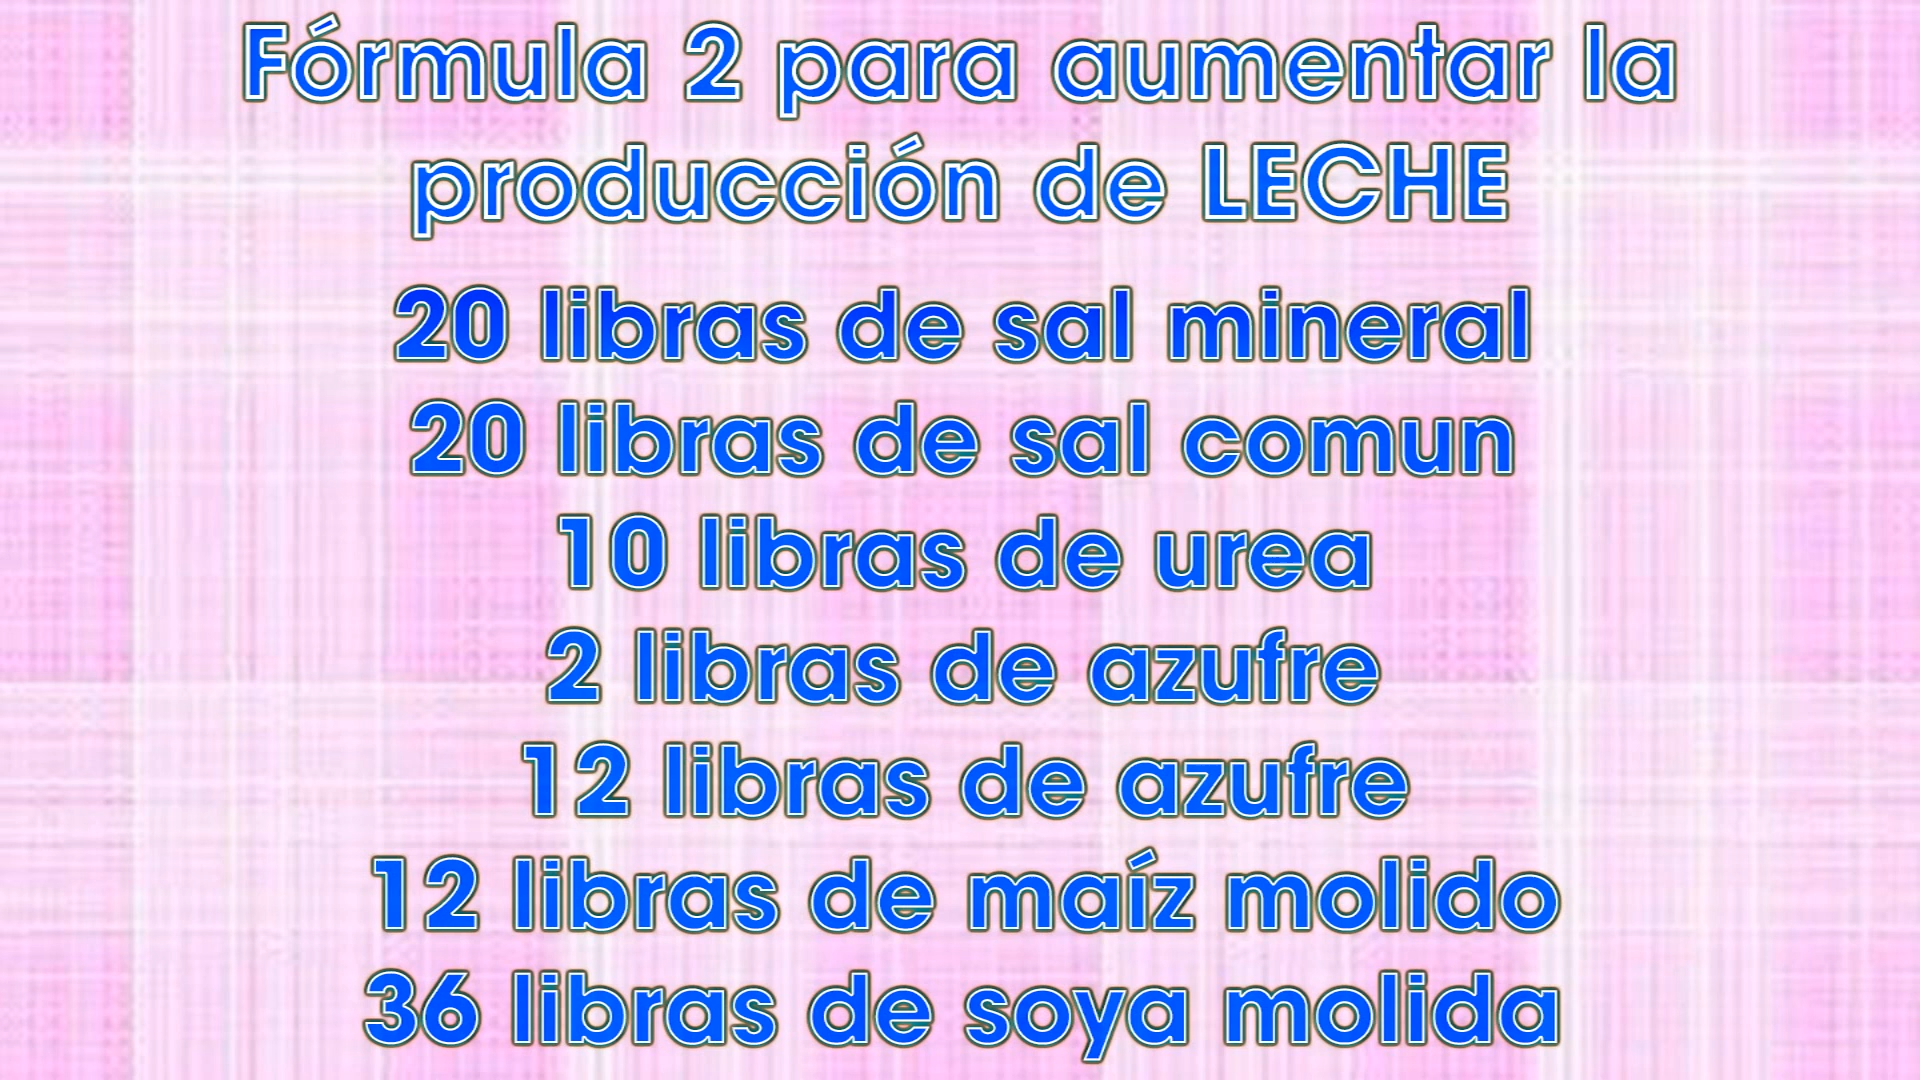 Fórmula 2 para aumentar la
producción de LECHE
20 libras de sal mineral
20 libras de sal comun
10 libras de urea
2 libras de azufre
12 libras de azufre
12 libras de maíz molido
36 libras de soya molida